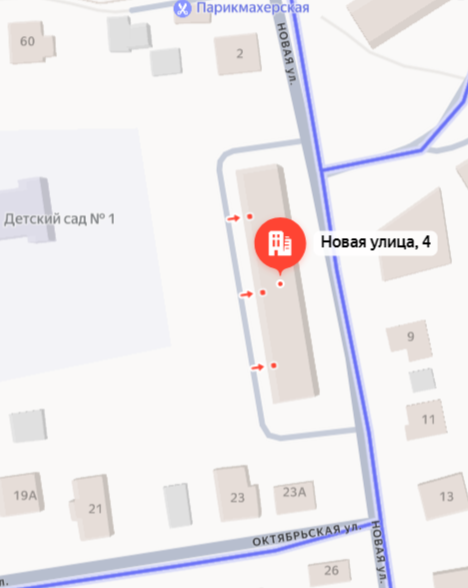 Парикмахерская
60
2
НОВАЯ ул.
Детский сад № 1
Новая улица, 4
9
11
19А
21
23
23А
13
ОКТЯБРЬСКАЯ ул.
НОВАЯ ул.
26
л.